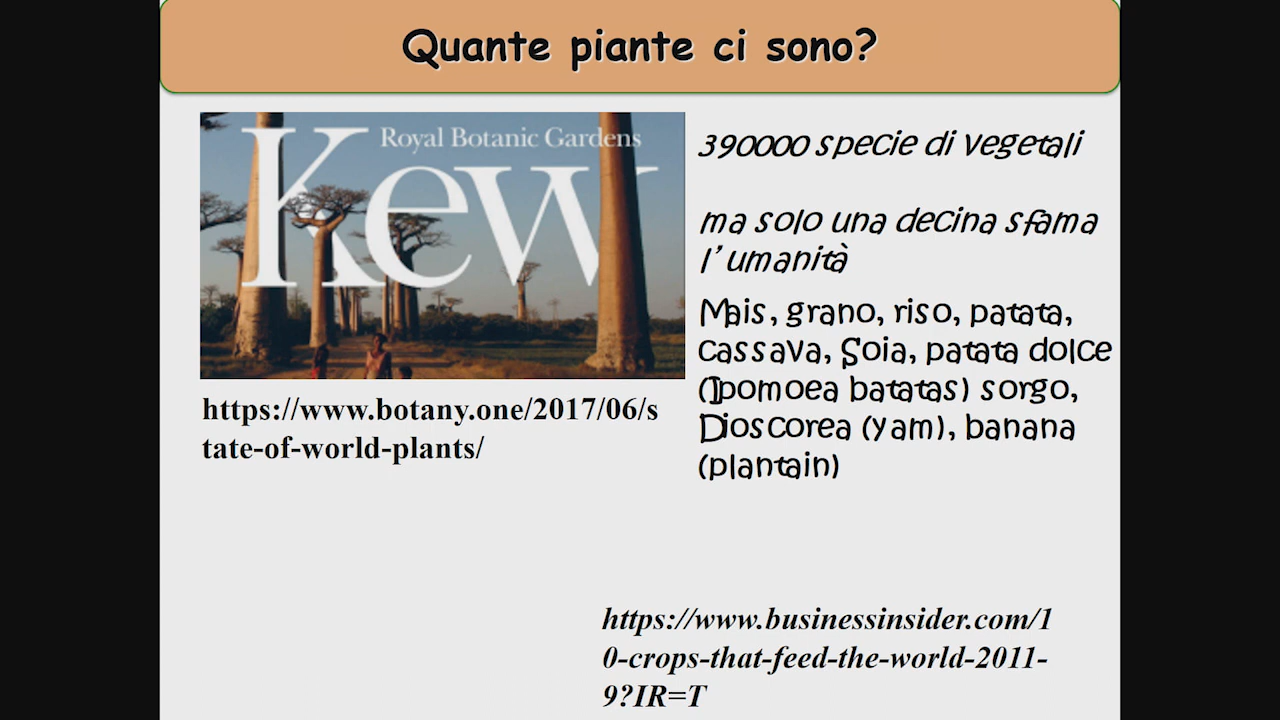 Quante piante ci sono?
Royal Botanic Gardens
Kew
https://www.botany.one/2017/06/s
tate-of-world-plants/
390000 specie di vegetali
ma solo una decina sfama
l’umanità
Mais, grano, riso, patata,
cassava, Soia, patata dolce
(Ipomoea batatas) sorgo,
Dioscorea (yam), banana
(plantain)
https://www.businessinsider.com/1
0-crops-that-feed-the-world-2011-
9?IR=T